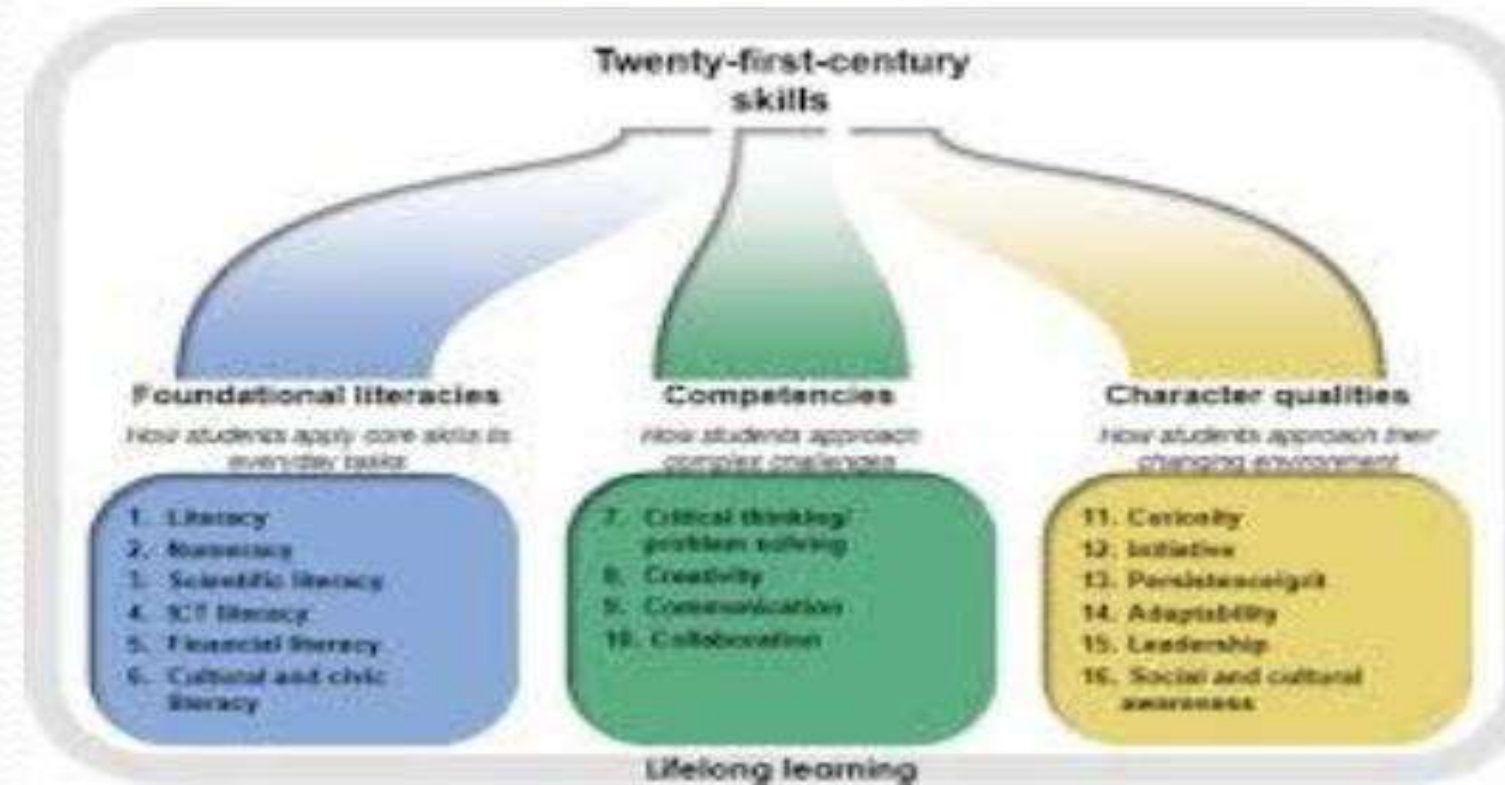 Twenty-first-century
skills
Foundational literacies
How students apply core skills to
everyday tasks
1. Literacy
2. Numeracy
3. Scientific literacy
4. ICT literacy
5. Financial literacy
6. Cultural and civic
literacy
Competencies
How students approach
complex challenges
7. Critical thinking/
problem solving
8. Creativity
9. Communication
10. Collaboration
Character qualities
How students approach their
changing environment
11. Curiosity
12. Initiative
13. Persistence/grit
14. Adaptability
15. Leadership
16. Social and cultural
awareness
Lifelong learning